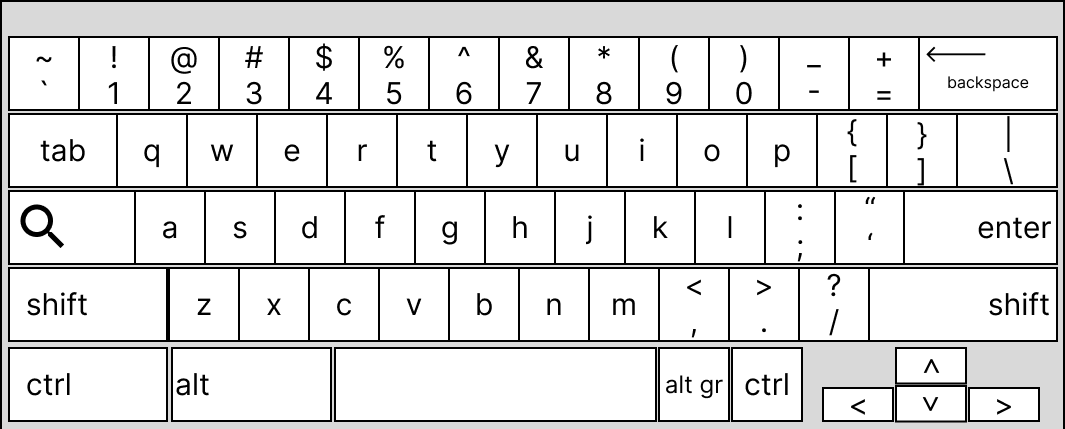 ~ ! @ # $ % ^ & * ( ) _ +
` 1 2 3 4 5 6 7 8 9 0 - = backspace
tab q w e r t y u i o p { } |
[ ] \
a s d f g h j k l : “ enter
; ‘
shift z x c v b n m < > ? shift
, . /
ctrl alt alt gr ctrl ^
< v >